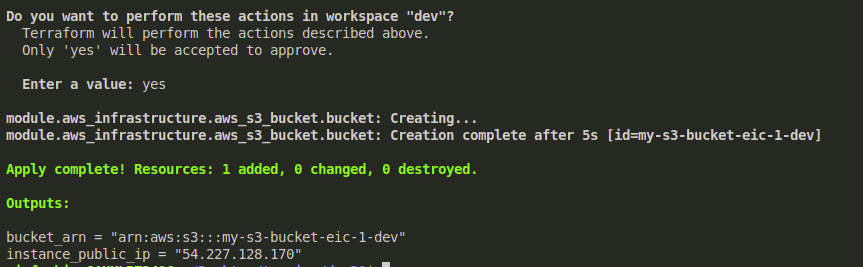 Do you want to perform these actions in workspace "dev"?
Terraform will perform the actions described above.
Only 'yes' will be accepted to approve.
Enter a value: yes
module.aws_infrastructure.aws_s3_bucket.bucket: Creating...
module.aws_infrastructure.aws_s3_bucket.bucket: Creation complete after 5s [id=my-s3-bucket-eic-1-dev]
Apply complete! Resources: 1 added, 0 changed, 0 destroyed.
Outputs:
bucket_arn = "arn:aws:s3:::my-s3-bucket-eic-1-dev"
instance_public_ip = "54.227.128.170"